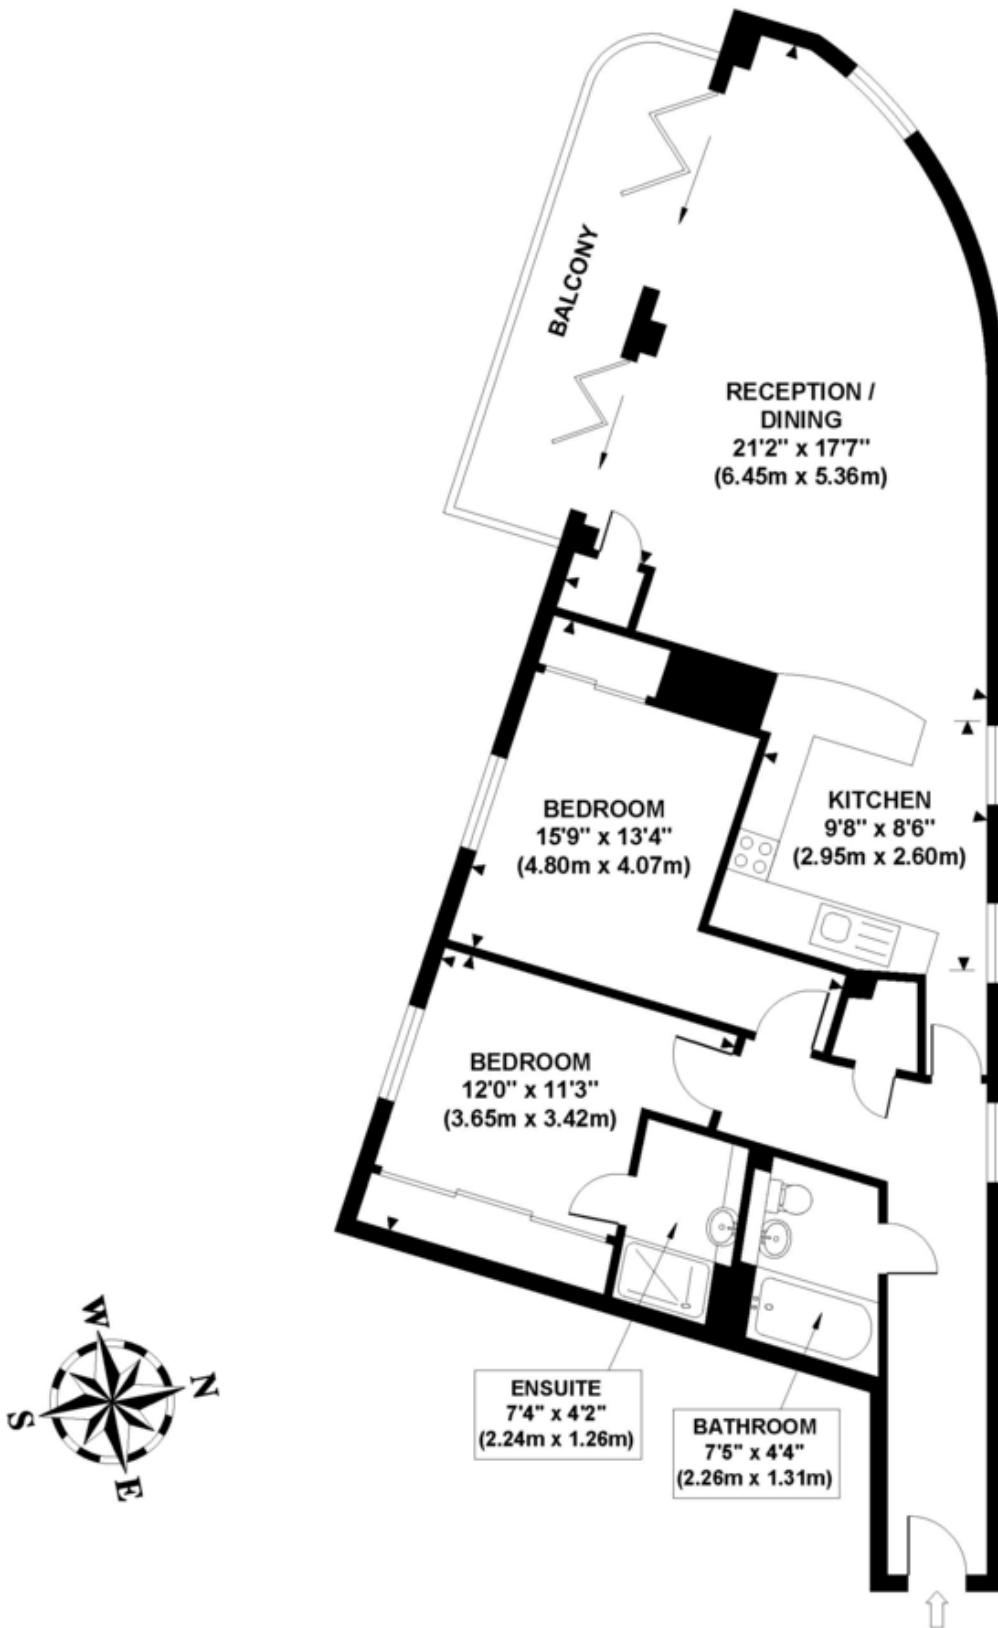 BALCONY
RECEPTION /
DINING
21'2" x 17'7"
(6.45m x 5.36m)
BEDROOM
15'9" x 13'4"
(4.80m x 4.07m)
KITCHEN
9'8" x 8'6"
(2.95m x 2.60m)
BEDROOM
12'0" x 11'3"
(3.65m x 3.42m)
W
N
S
E
ENSUITE
7'4" x 4'2"
(2.24m x 1.26m)
BATHROOM
7'5" x 4'4"
(2.26m x 1.31m)